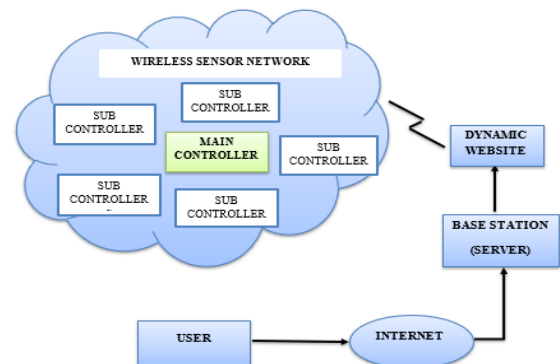 WIRELESS SENSOR NETWORK
SUB
CONTROLLER
SUB
CONTROLLER
MAIN
CONTROLLER
SUB
CONTROLLER
SUB
CONTROLLER
SUB
CONTROLLER
DYNAMIC
WEBSITE
BASE STATION
(SERVER)
USER
INTERNET